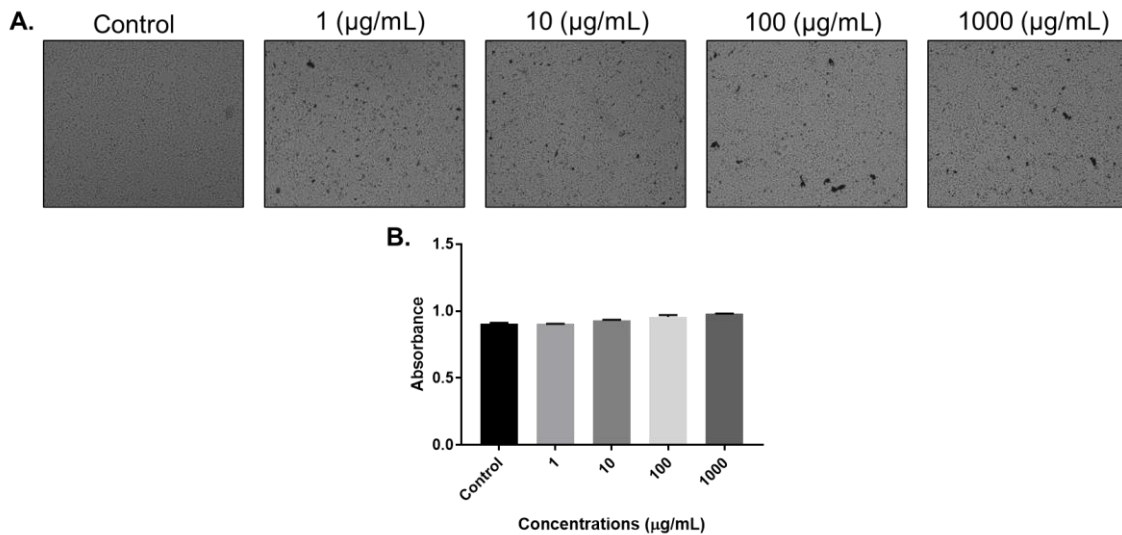 A.
Control
1 (μg/mL)
10 (μg/mL)
100 (μg/mL)
1000 (μg/mL)
B.
1.5
1.0
0.5
0.0
Absorbance
Control
1
10
100
1000
Concentrations (μg/mL)